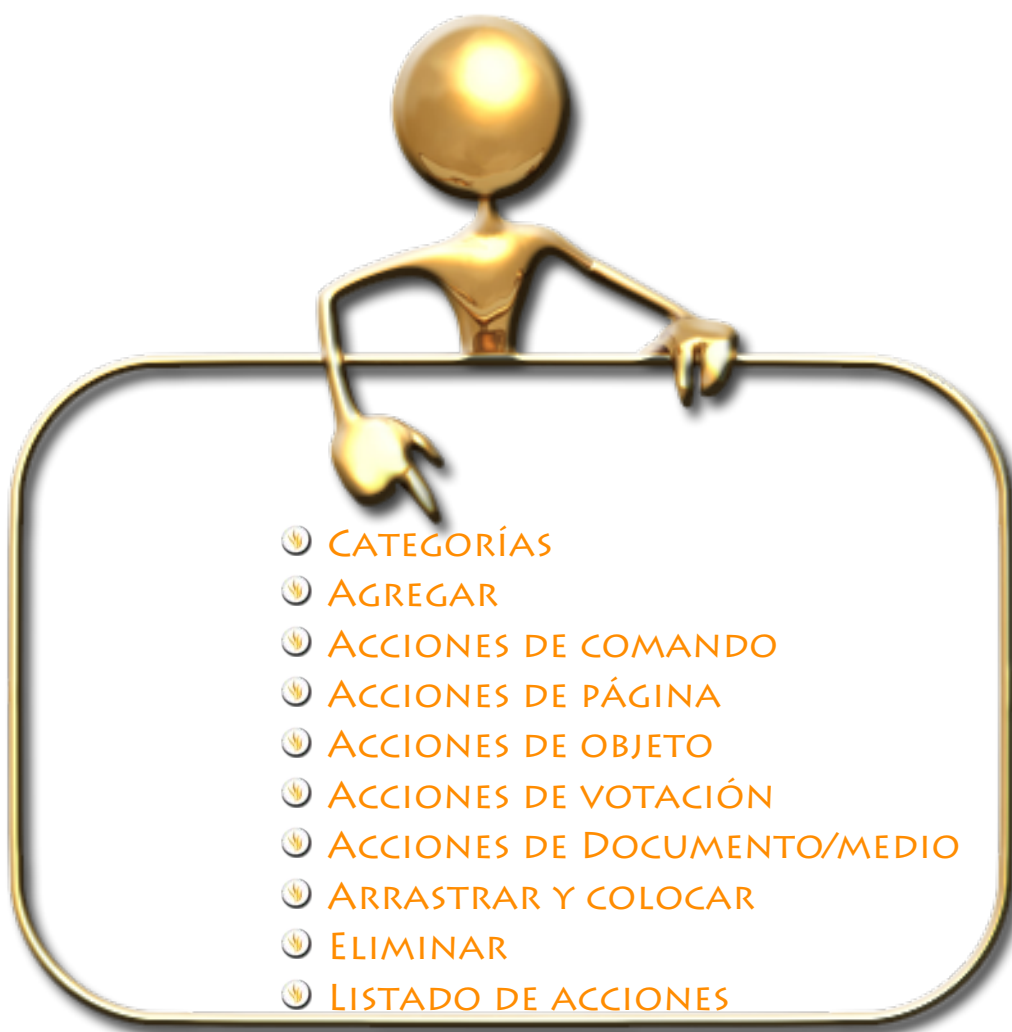 Categorías
Agregar
Acciones de comando
Acciones de página
Acciones de objeto
Acciones de votación
Acciones de Documento/medio
Arrastrar y colocar
Eliminar
Listado de acciones